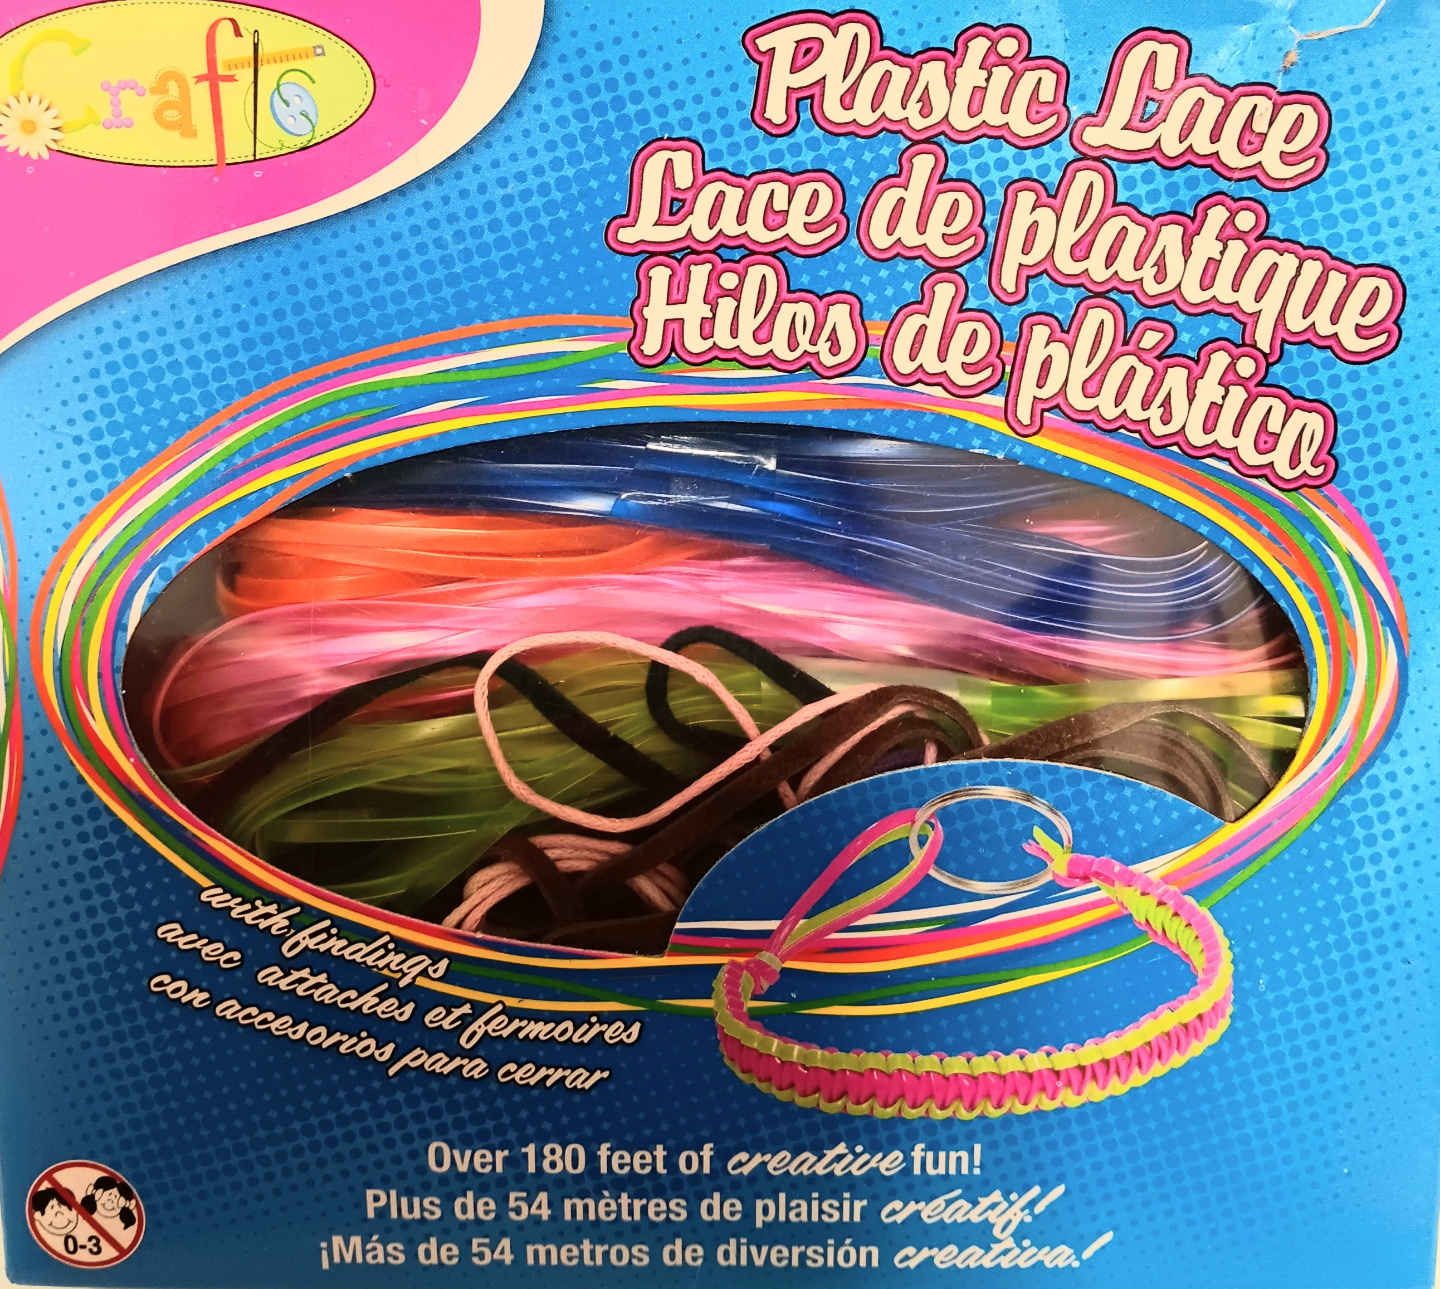 Crafts
Plastic Lace
Lace de plastique
Hilos de plástico
with findings
avec attaches et fermoires
con accesorios para cerrar
Over 180 feet of creative fun!
Plus de 54 mètres de plaisir créatif!
¡Más de 54 metros de diversión creativa!
0-3